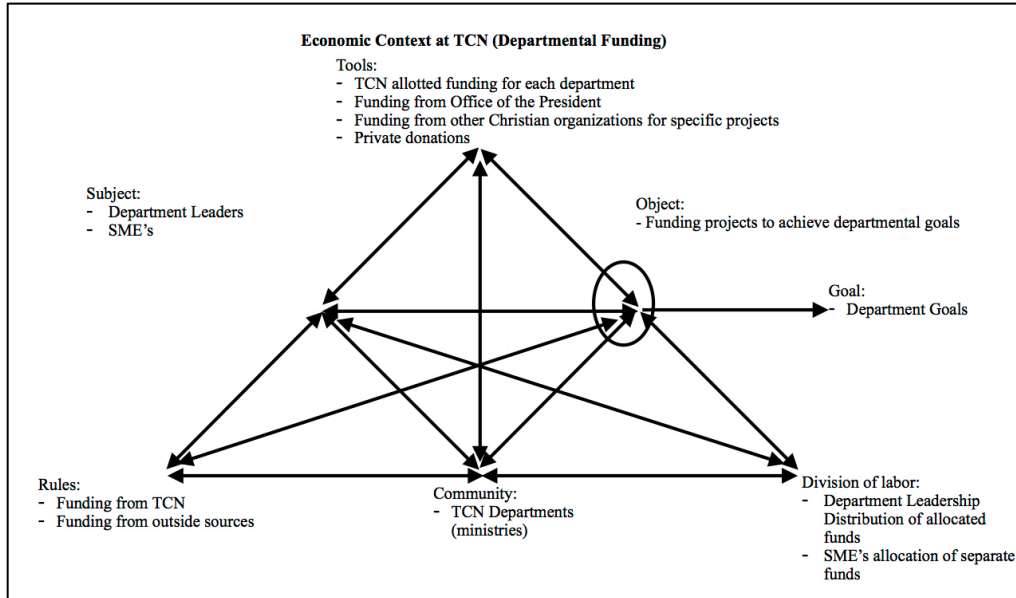 Economic Context at TCN (Departmental Funding)
Tools:
- TCN allotted funding for each department
- Funding from Office of the President
- Funding from other Christian organizations for specific projects
- Private donations
Subject:
- Department Leaders
- SME's
Object:
- Funding projects to achieve departmental goals
Goal:
- Department Goals
Rules:
- Funding from TCN
- Funding from outside sources
Community:
- TCN Departments
(ministries)
Division of labor:
- Department Leadership
Distribution of allocated
funds
- SME's allocation of separate
funds